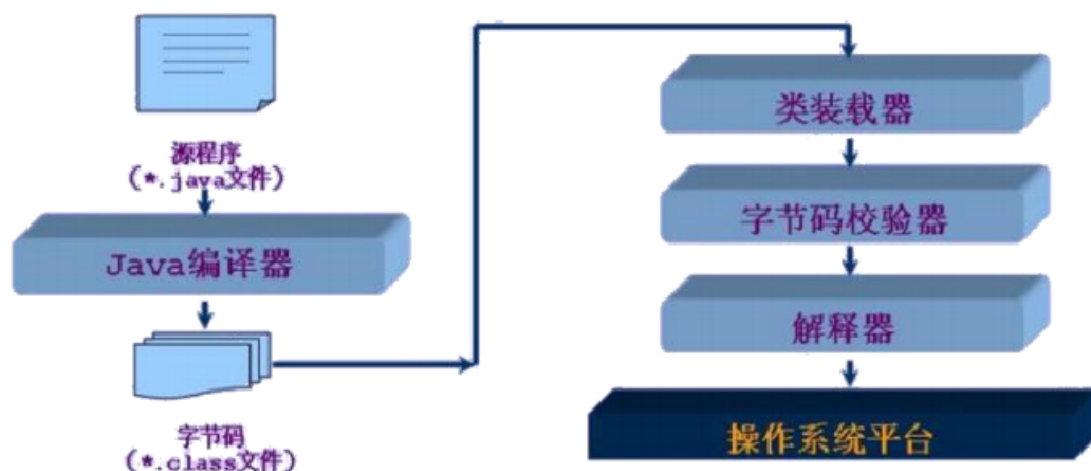 源程序
(*.java文件)
Java编译器
字节码
(*.class文件)
类装载器
字节码校验器
解释器
操作系统平台